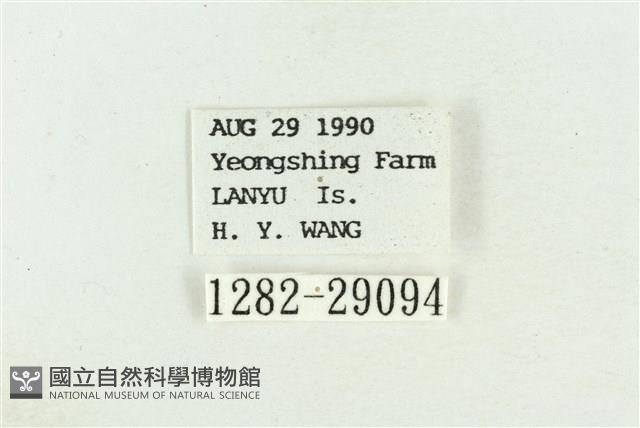 AUG 29 1990
Yeongshing Farm
LANYU Is.
H. Y. WANG
1282-29094
國立自然科學博物館
NATIONAL MUSEUM OF NATURAL SCIENCE